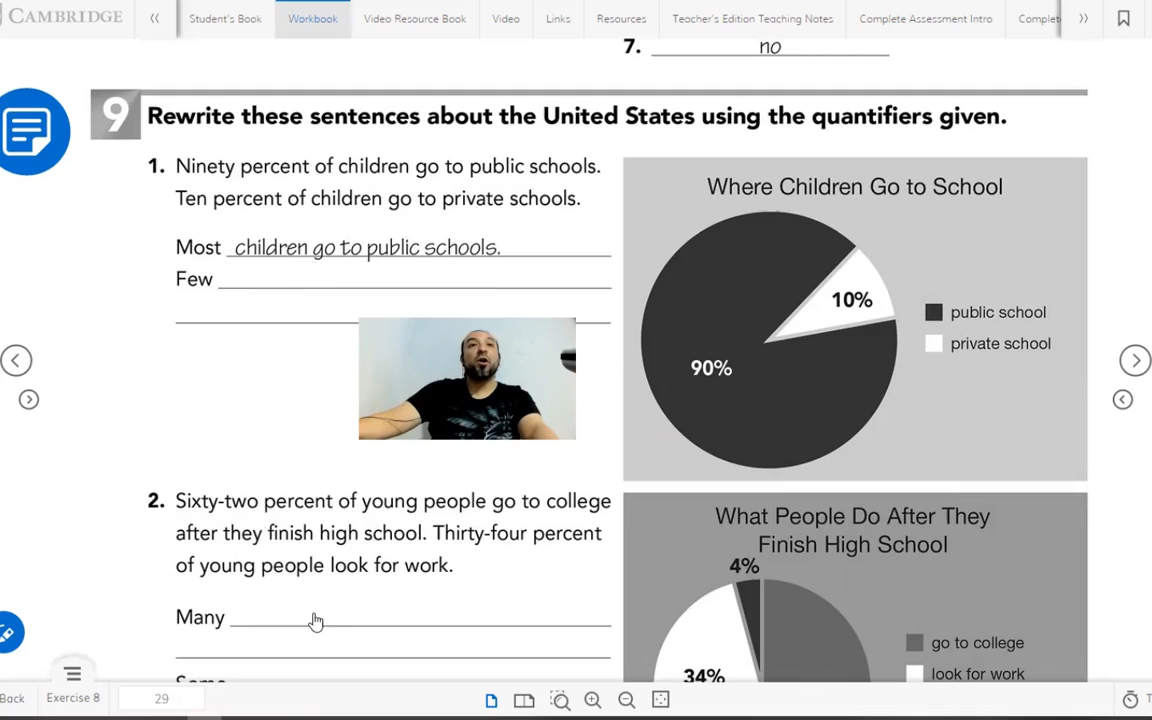 CAMBRIDGE
Student's Book Workbook Video Resource Book Video Links Resources Teacher's Edition Teaching Notes Complete Assessment Intro
7. no
9 Rewrite these sentences about the United States using the quantifiers given.
1. Ninety percent of children go to public schools.
Ten percent of children go to private schools.
Most children go to public schools.
Few
Where Children Go to School
10%
90%
public school
private school
2. Sixty-two percent of young people go to college
after they finish high school. Thirty-four percent
of young people look for work.
Many
What People Do After They
Finish High School
4%
34%
go to college
look for work
Back Exercise 8 29